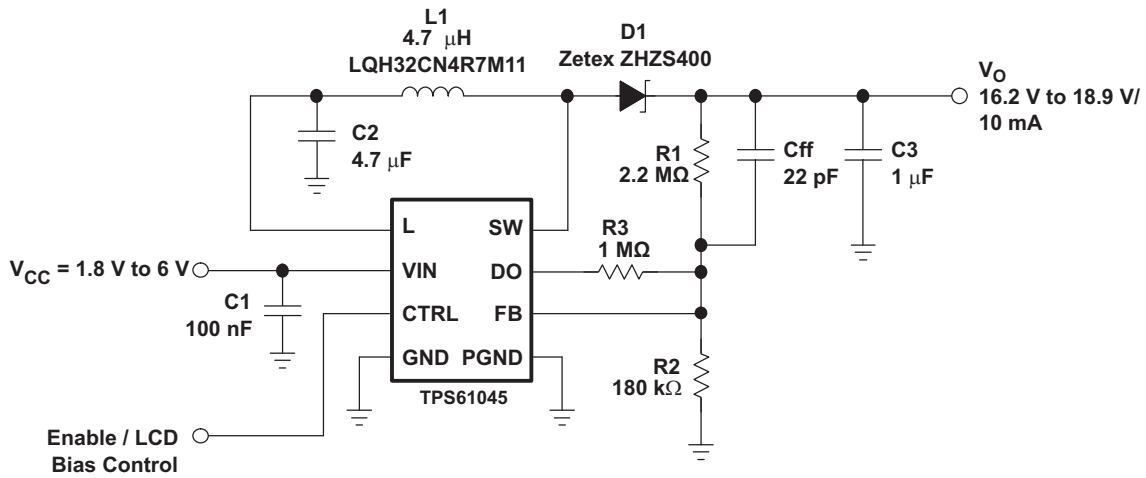 L1
4.7 μH
LQH32CN4R7M11
D1
Zetex ZHZS400
VO
16.2 V to 18.9 V/
10 mA
C2
4.7 μF
R1
2.2 MΩ
Cff
22 pF
C3
1 μF
L
SW
R3
1 MΩ
VCC = 1.8 V to 6 V
VIN
DO
C1
100 nF
CTRL
FB
GND
PGND
R2
180 kΩ
TPS61045
Enable / LCD
Bias Control